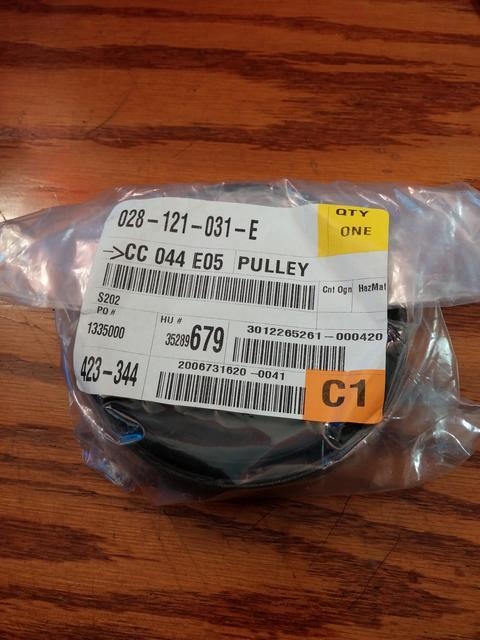 028-121-031-E
QTY
ONE
>CC 044 E05 PULLEY
Cnt Ogn HazMat
S202
PO #
1335000
HU #
35289679
3012265261-000420
423-344
2006731620-0041
C1